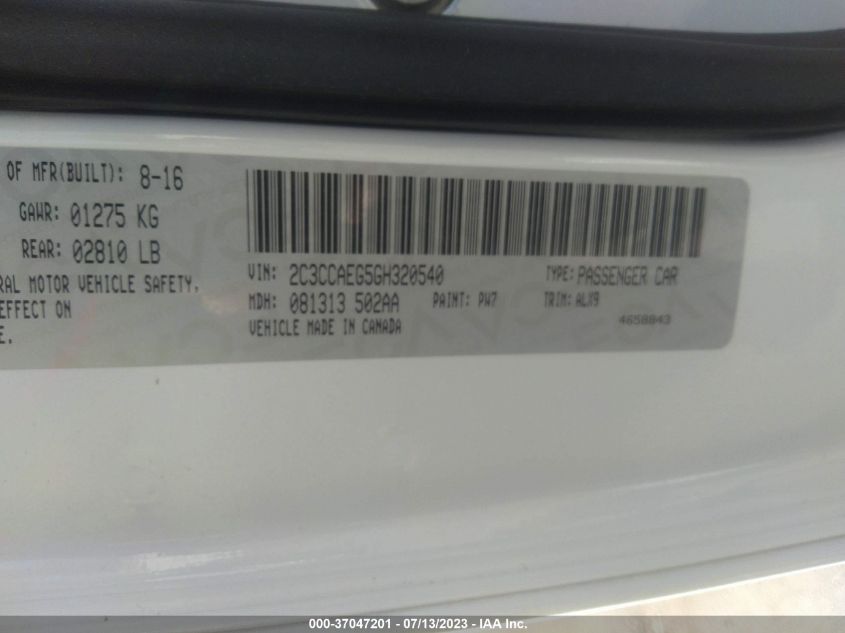 OF MFR(BUILT): 8-16
GAWR: 01275 KG
REAR: 02810 LB
RAL MOTOR VEHICLE SAFETY,
EFFECT ON
E.
VIN: 2C3CCAEG5GH320540 TYPE: PASSENGER CAR
MDH: 081313 502AA PAINT: PW7 TRIM: ALX9
VEHICLE MADE IN CANADA 4658843
000-37047201 - 07/13/2023 - IAA Inc.